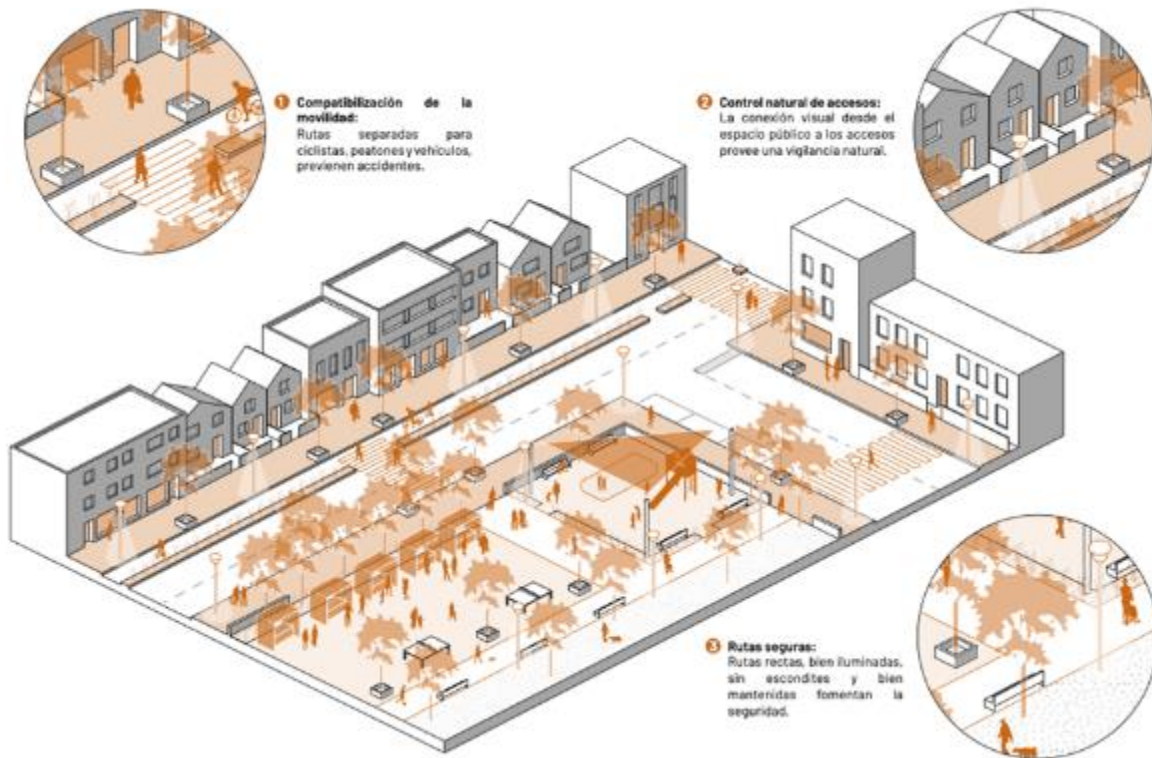 1 Compatibilización de la
movilidad:
Rutas separadas para
ciclistas, peatones y vehículos,
previenen accidentes.
2 Control natural de accesos:
La conexión visual desde el
espacio público a los accesos
provee una vigilancia natural.
3 Rutas seguras:
Rutas rectas, bien iluminadas,
sin escondites y bien
mantenidas fomentan la
seguridad.